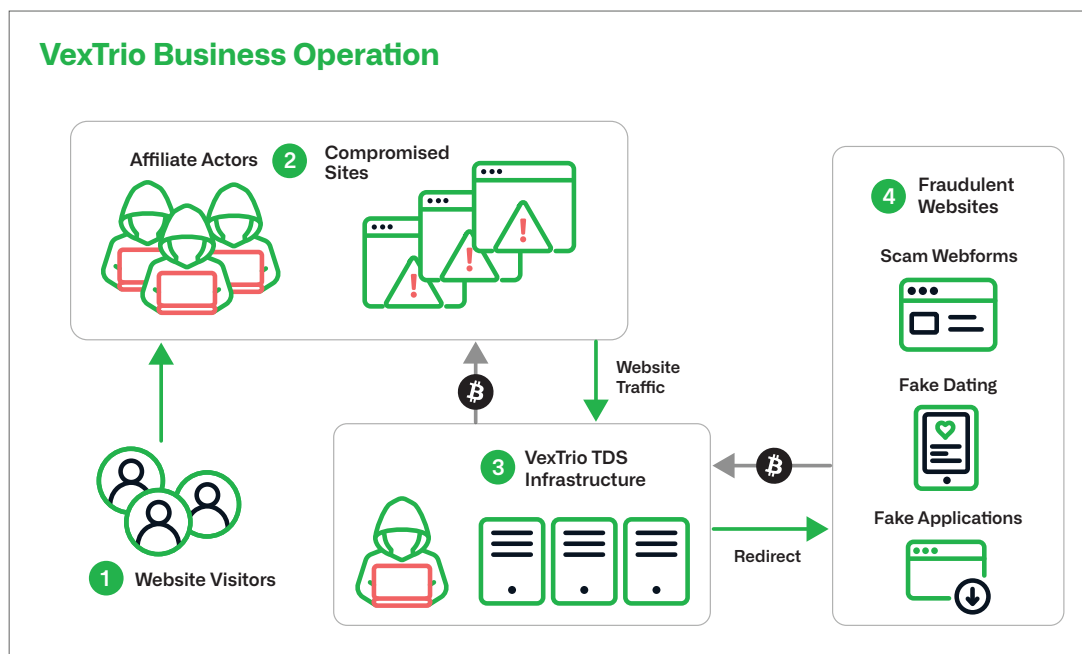 VexTrio Business Operation
Affiliate Actors
2
Compromised
Sites
4
Fraudulent
Websites
Scam Webforms
Fake Dating
Fake Applications
Website
Traffic
3
VexTrio TDS
Infrastructure
Redirect
1
Website Visitors